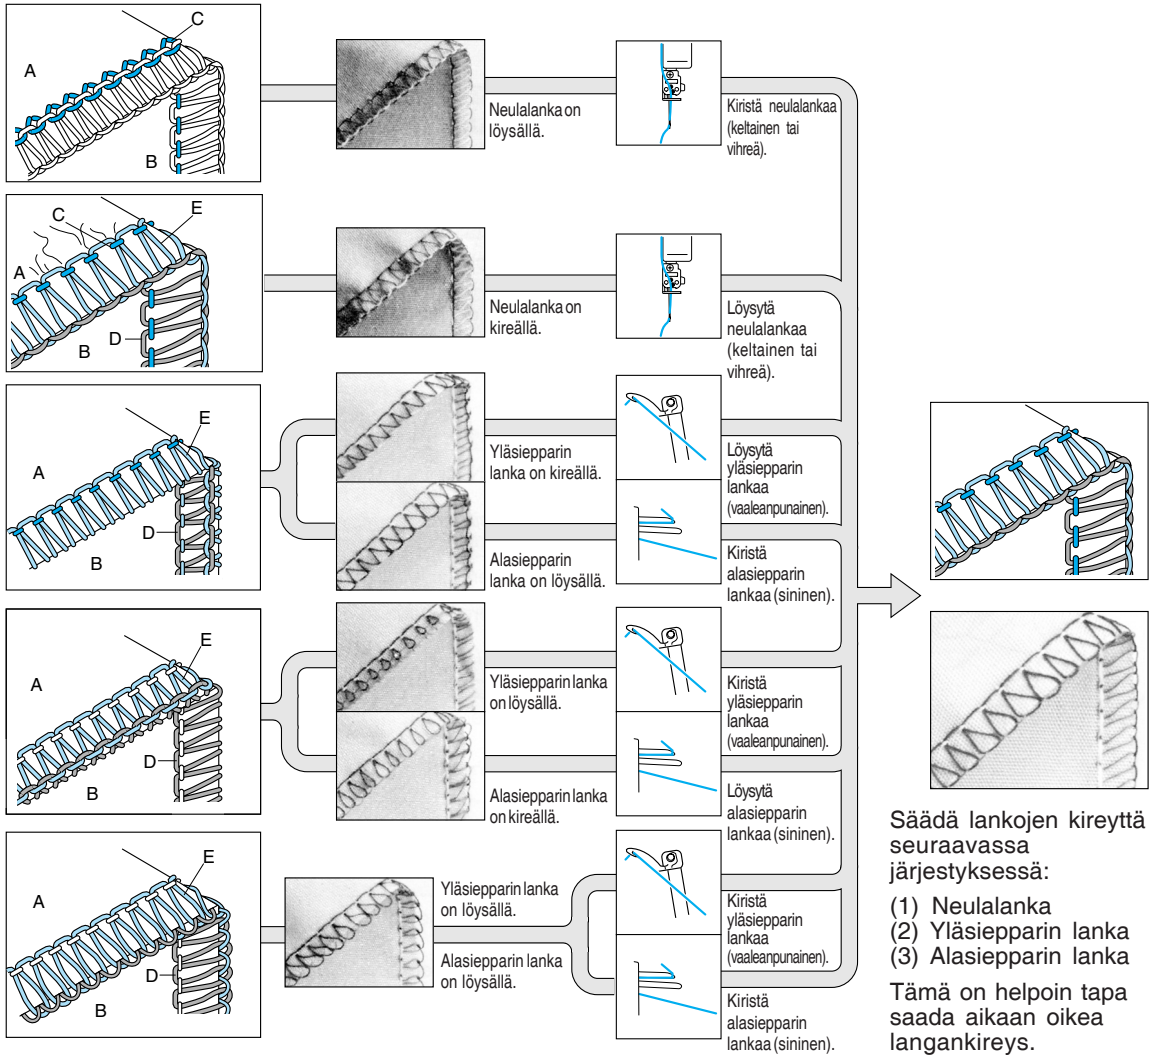 C
A
B
Neulalanka on
löysällä.
Kiristä neulalankaa
(keltainen tai
vihreä).
C
E
A
B
D
Neulalanka on
kireällä.
Löysytä
neulalankaa
(keltainen tai
vihreä).
E
A
D
B
Yläsiepparin
lanka on kireällä.
Löysytä
yläsiepparin
lankaa
(vaaleanpunainen).
Alasiepparin
lanka on löysällä.
Kiristä
alasiepparin
lankaa (sininen).
E
A
D
B
Yläsiepparin lanka
on löysällä.
Kiristä
yläsiepparin
lankaa
(vaaleanpunainen).
Alasiepparin lanka
on kireällä.
Löysytä
alasiepparin
lankaa (sininen).
E
A
D
B
Yläsiepparin lanka
on löysällä.
Alasiepparin lanka
on löysällä.
Kiristä
yläsiepparin
lankaa
(vaaleanpunainen).
Kiristä
alasiepparin
lankaa (sininen).
Säädä lankojen kireyttä
seuraavassa
järjestyksessä:
(1) Neulalanka
(2) Yläsiepparin lanka
(3) Alasiepparin lanka
Tämä on helpoin tapa
saada aikaan oikea
langankireys.